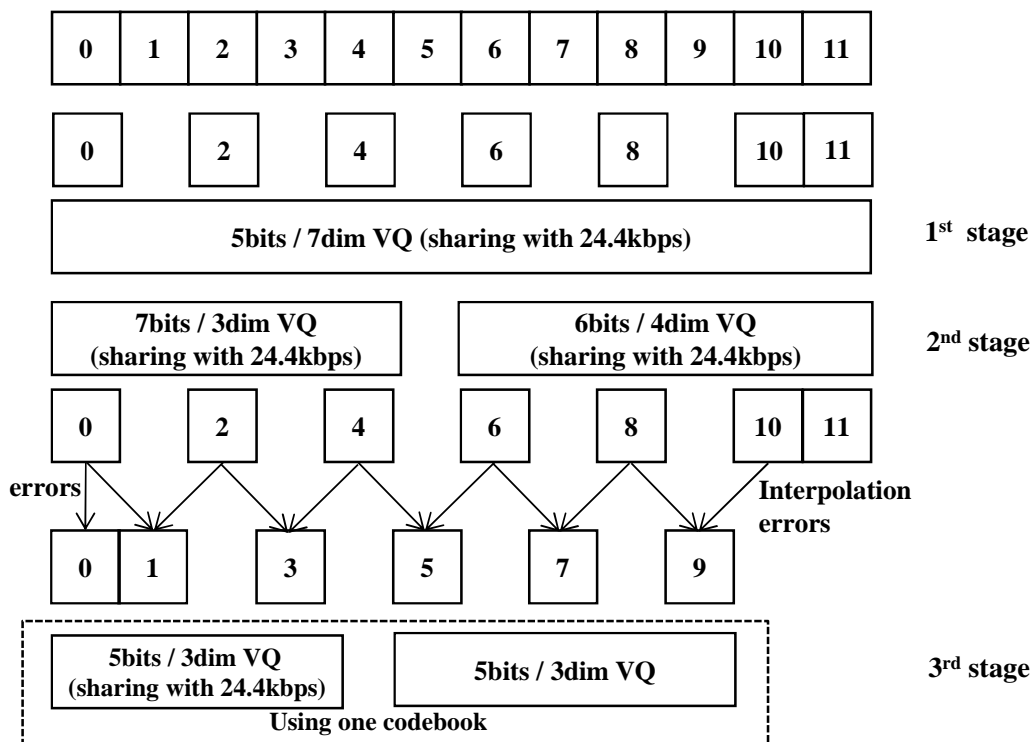 0 1 2 3 4 5 6 7 8 9 10 11
0 2 4 6 8 10 11
5bits / 7dim VQ (sharing with 24.4kbps)
1st stage
7bits / 3dim VQ
(sharing with 24.4kbps)
6bits / 4dim VQ
(sharing with 24.4kbps)
2nd stage
0 2 4 6 8 10 11
errors
Interpolation
errors
0 1 3 5 7 9
5bits / 3dim VQ
(sharing with 24.4kbps)
5bits / 3dim VQ
3rd stage
Using one codebook